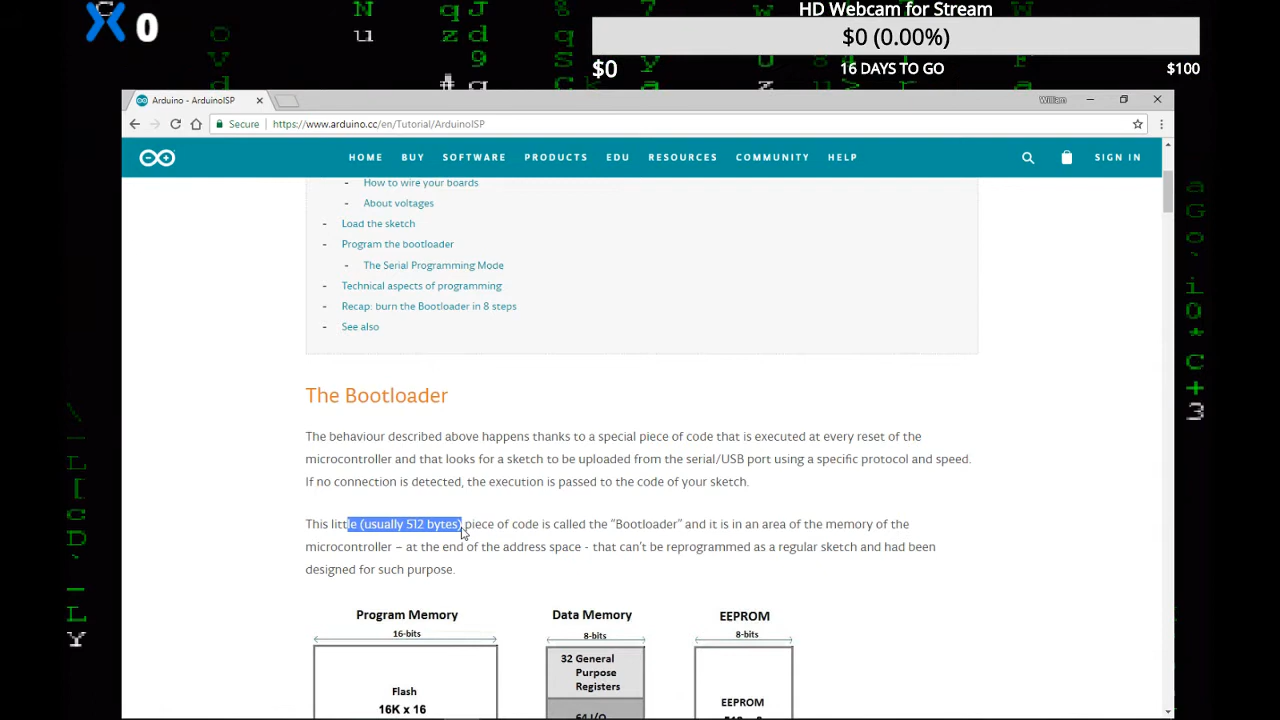 0
HD Webcam for Stream
$0 (0.00%)
$0
16 DAYS TO GO
$100
Arduino - ArduinoISP
William
Secure
https://www.arduino.cc/en/Tutorial/ArduinoISP
HOME BUY SOFTWARE PRODUCTS EDU RESOURCES COMMUNITY HELP
SIGN IN
- How to wire your boards
- About voltages
- Load the sketch
- Program the bootloader
- The Serial Programming Mode
- Technical aspects of programming
- Recap: burn the Bootloader in 8 steps
- See also
The Bootloader
The behaviour described above happens thanks to a special piece of code that is executed at every reset of the
microcontroller and that looks for a sketch to be uploaded from the serial/USB port using a specific protocol and speed.
If no connection is detected, the execution is passed to the code of your sketch.
This little (usually 512 bytes) piece of code is called the “Bootloader” and it is in an area of the memory of the
microcontroller – at the end of the address space - that can't be reprogrammed as a regular sketch and had been
designed for such purpose.
Program Memory
16-bits
Flash
16K x 16
Data Memory
8-bits
32 General
Purpose
Registers
EEPROM
8-bits
EEPROM